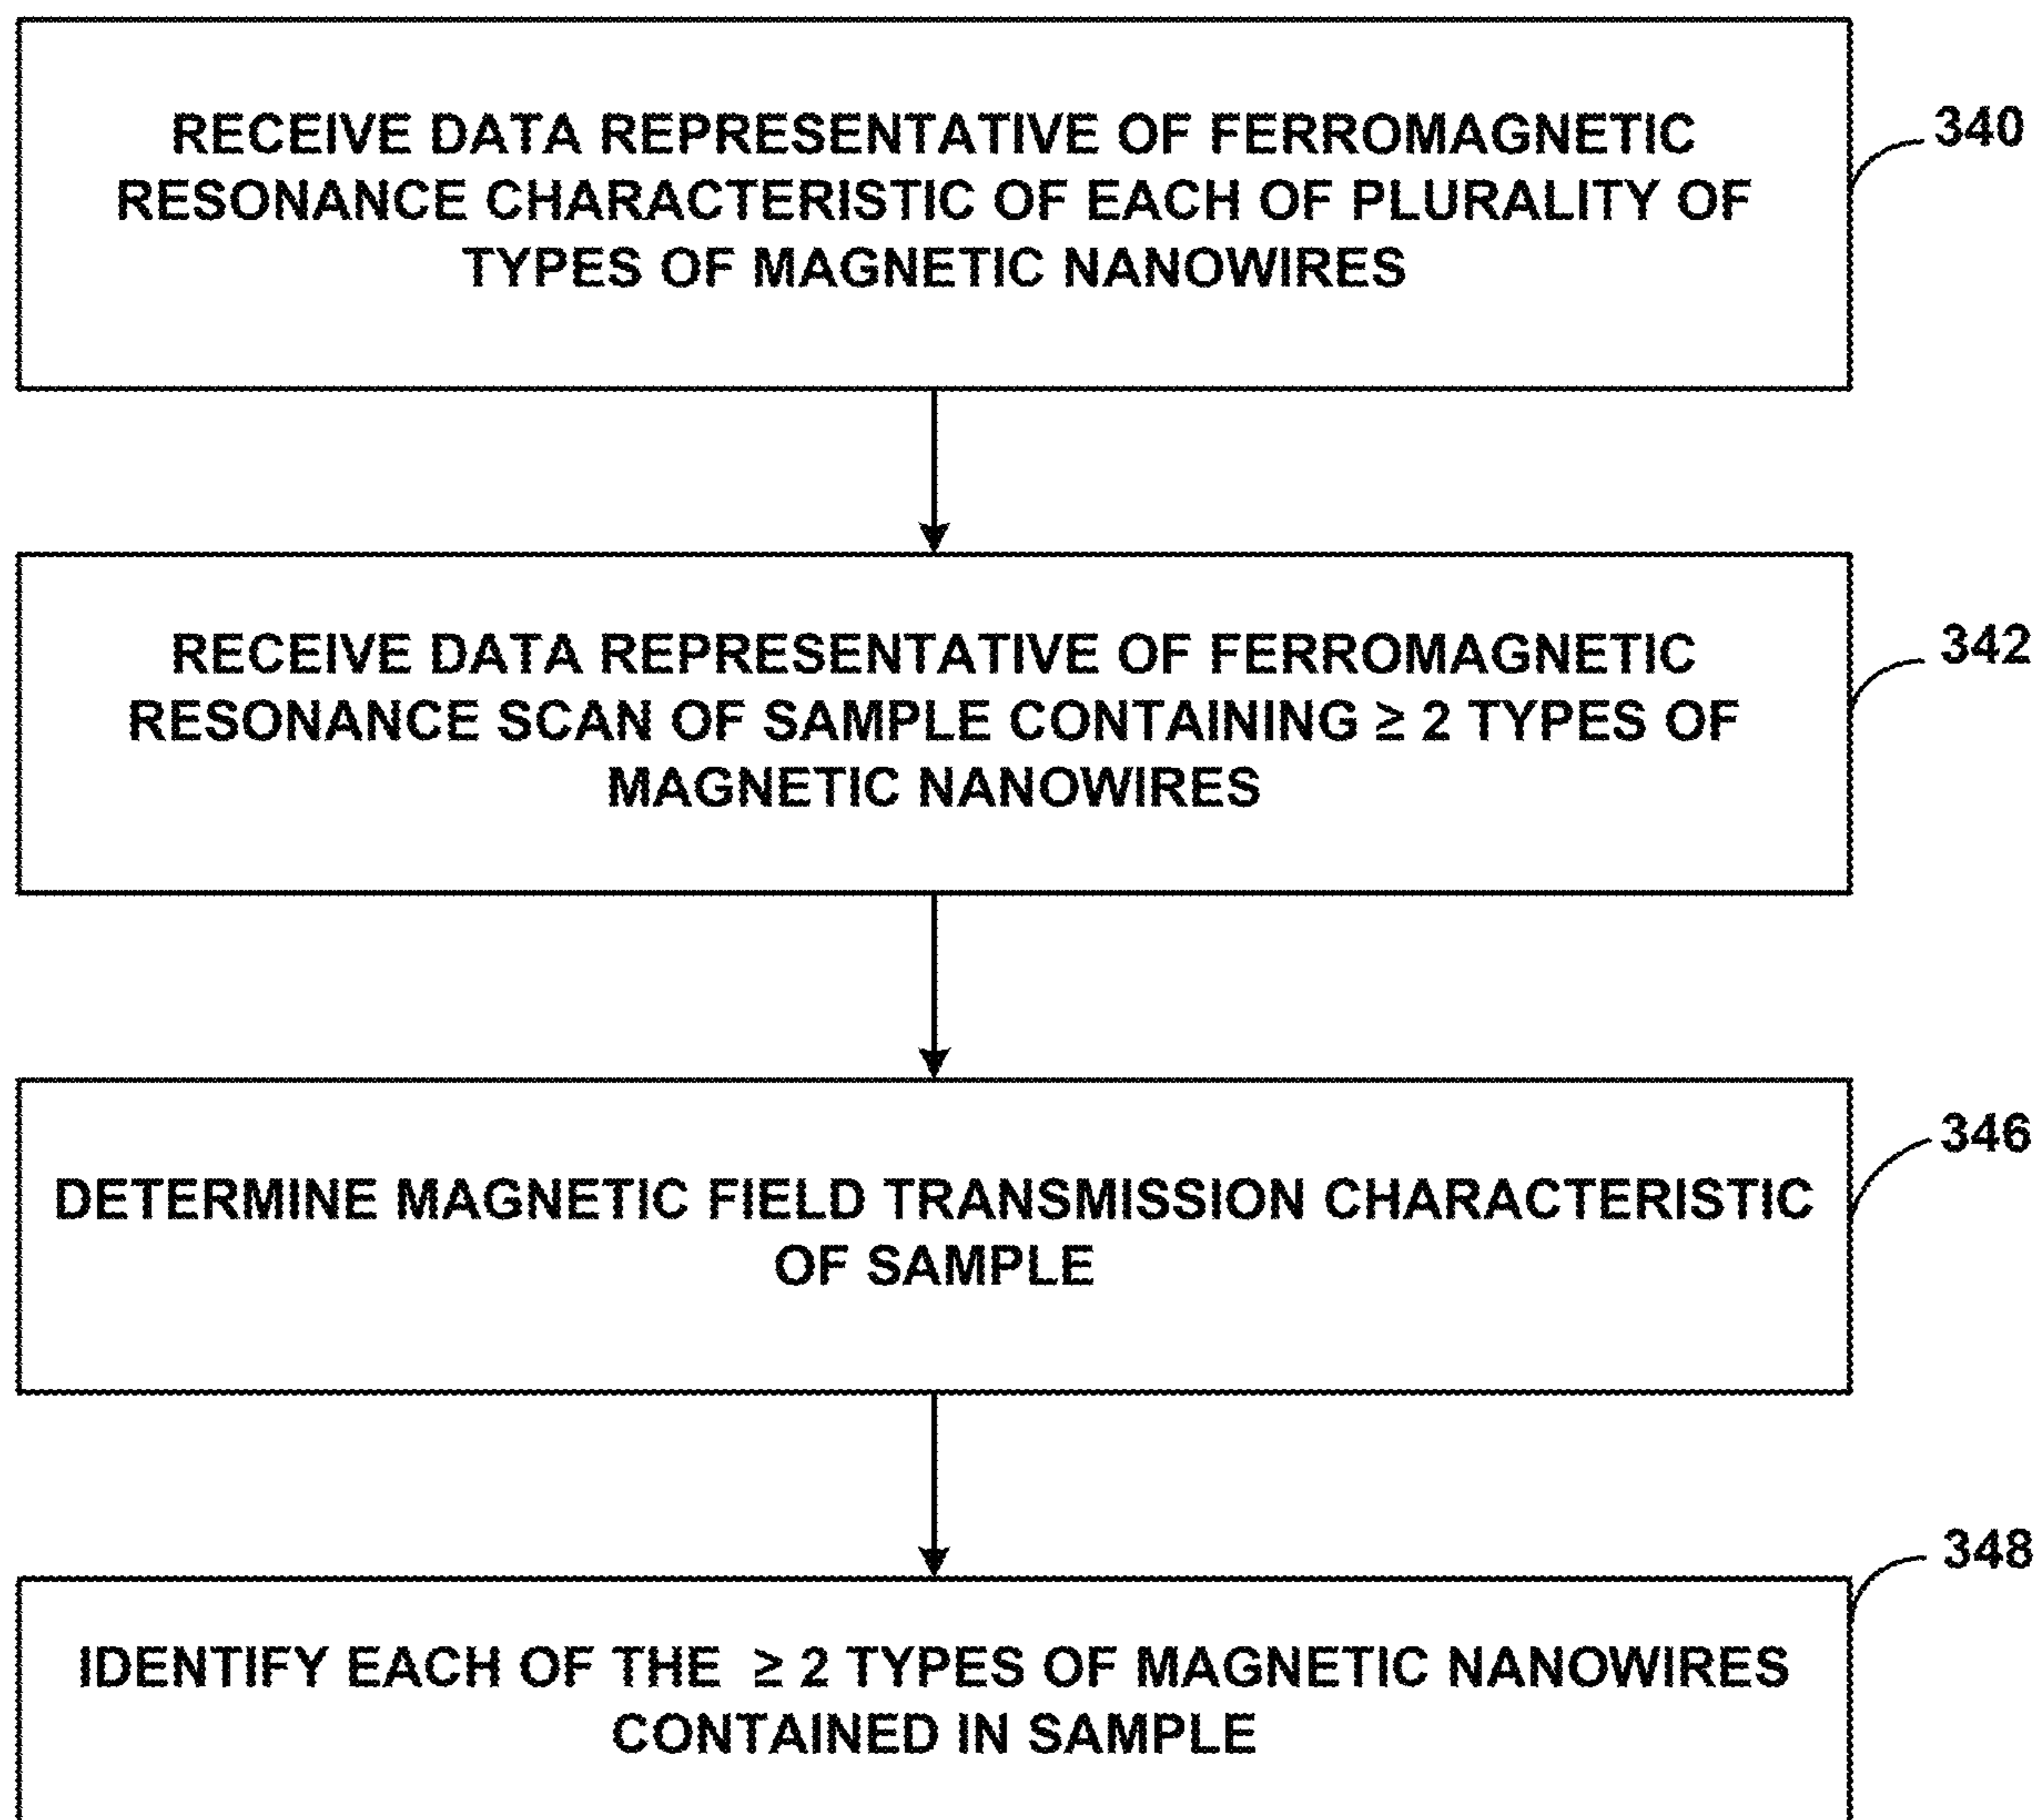 RECEIVE DATA REPRESENTATIVE OF FERROMAGNETIC
RESONANCE CHARACTERISTIC OF EACH OF PLURALITY OF
TYPES OF MAGNETIC NANOWIRES
340
RECEIVE DATA REPRESENTATIVE OF FERROMAGNETIC
RESONANCE SCAN OF SAMPLE CONTAINING ≥ 2 TYPES OF
MAGNETIC NANOWIRES
342
DETERMINE MAGNETIC FIELD TRANSMISSION CHARACTERISTIC
OF SAMPLE
346
IDENTIFY EACH OF THE ≥ 2 TYPES OF MAGNETIC NANOWIRES
CONTAINED IN SAMPLE
348